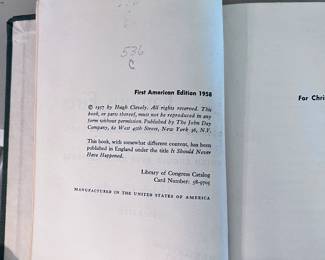 536
C
First American Edition 1958
© 1957 by Hugh Clevely. All rights reserved. This
book, or parts thereof, must not be reproduced in any
form without permission. Published by The John Day
Company, 62 West 45th Street, New York 36, N.Y.
This book, with somewhat different content, has been
published in England under the title It Should Never
Have Happened.
Library of Congress Catalog
Card Number: 58-5705
MANUFACTURED IN THE UNITED STATES OF AMERICA
For Chri